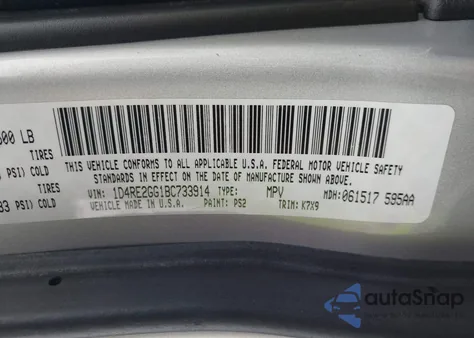 500 LB
TIRES
PSI) COLD
TIRES
33 PSI) COLD
THIS VEHICLE CONFORMS TO ALL APPLICABLE U.S.A. FEDERAL MOTOR VEHICLE SAFETY
STANDARDS IN EFFECT ON THE DATE OF MANUFACTURE SHOWN ABOVE.
VIN: 1D4RE2GG1BC733914 TYPE: MPV MDH: 061517 595AA
VEHICLE MADE IN U.S.A. PAINT: PS2 TRIM: K7X9
autoSnap